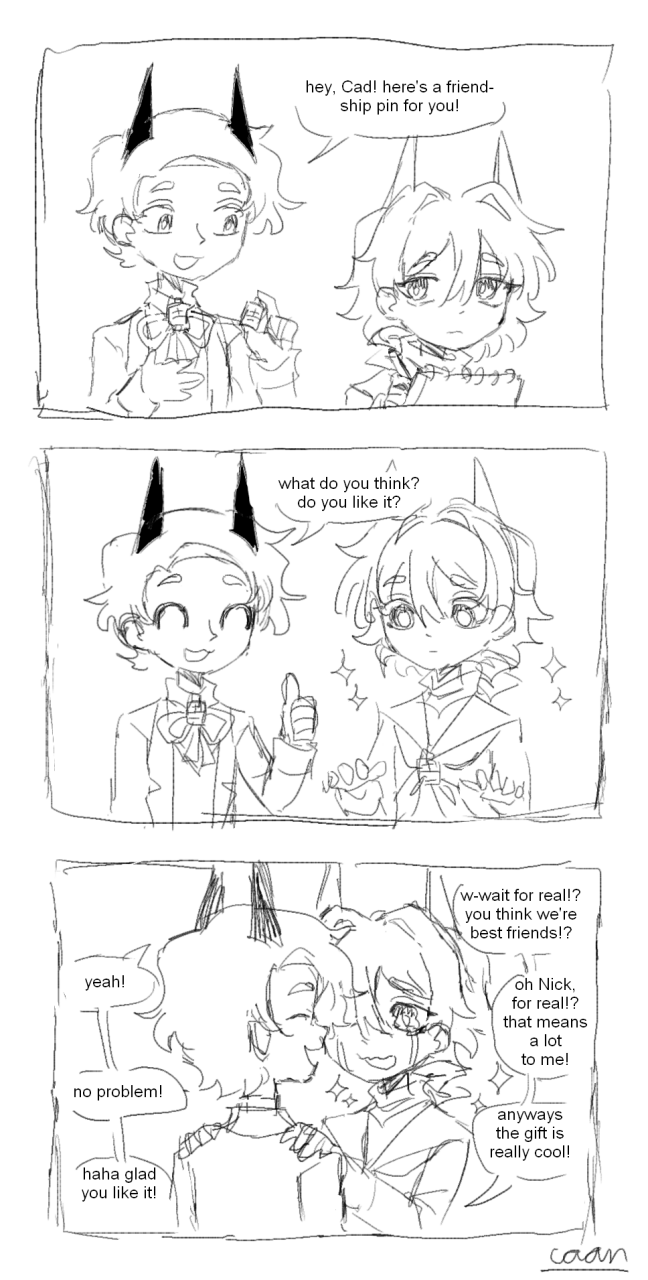 hey, Cad! here's a friend-
ship pin for you!
what do you think?
do you like it?
w-wait for real!?
you think we're
best friends!?
yeah!
oh Nick,
for real!?
that means
a lot
to me!
no problem!
anyways
the gift is
really cool!
haha glad
you like it!
caan